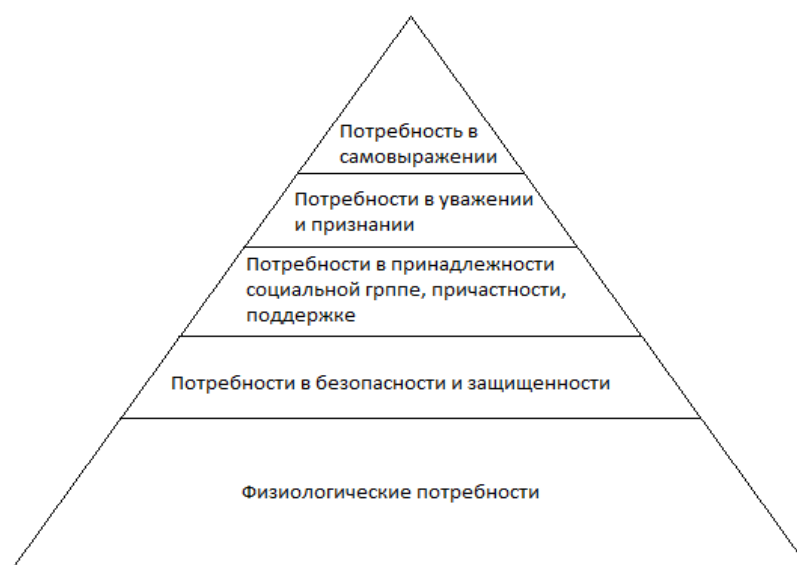 Потребность в
самовыражении
Потребности в уважении
и признании
Потребности в принадлежности
социальной грппе, причастности,
поддержке
Потребности в безопасности и защищенности
Физиологические потребности